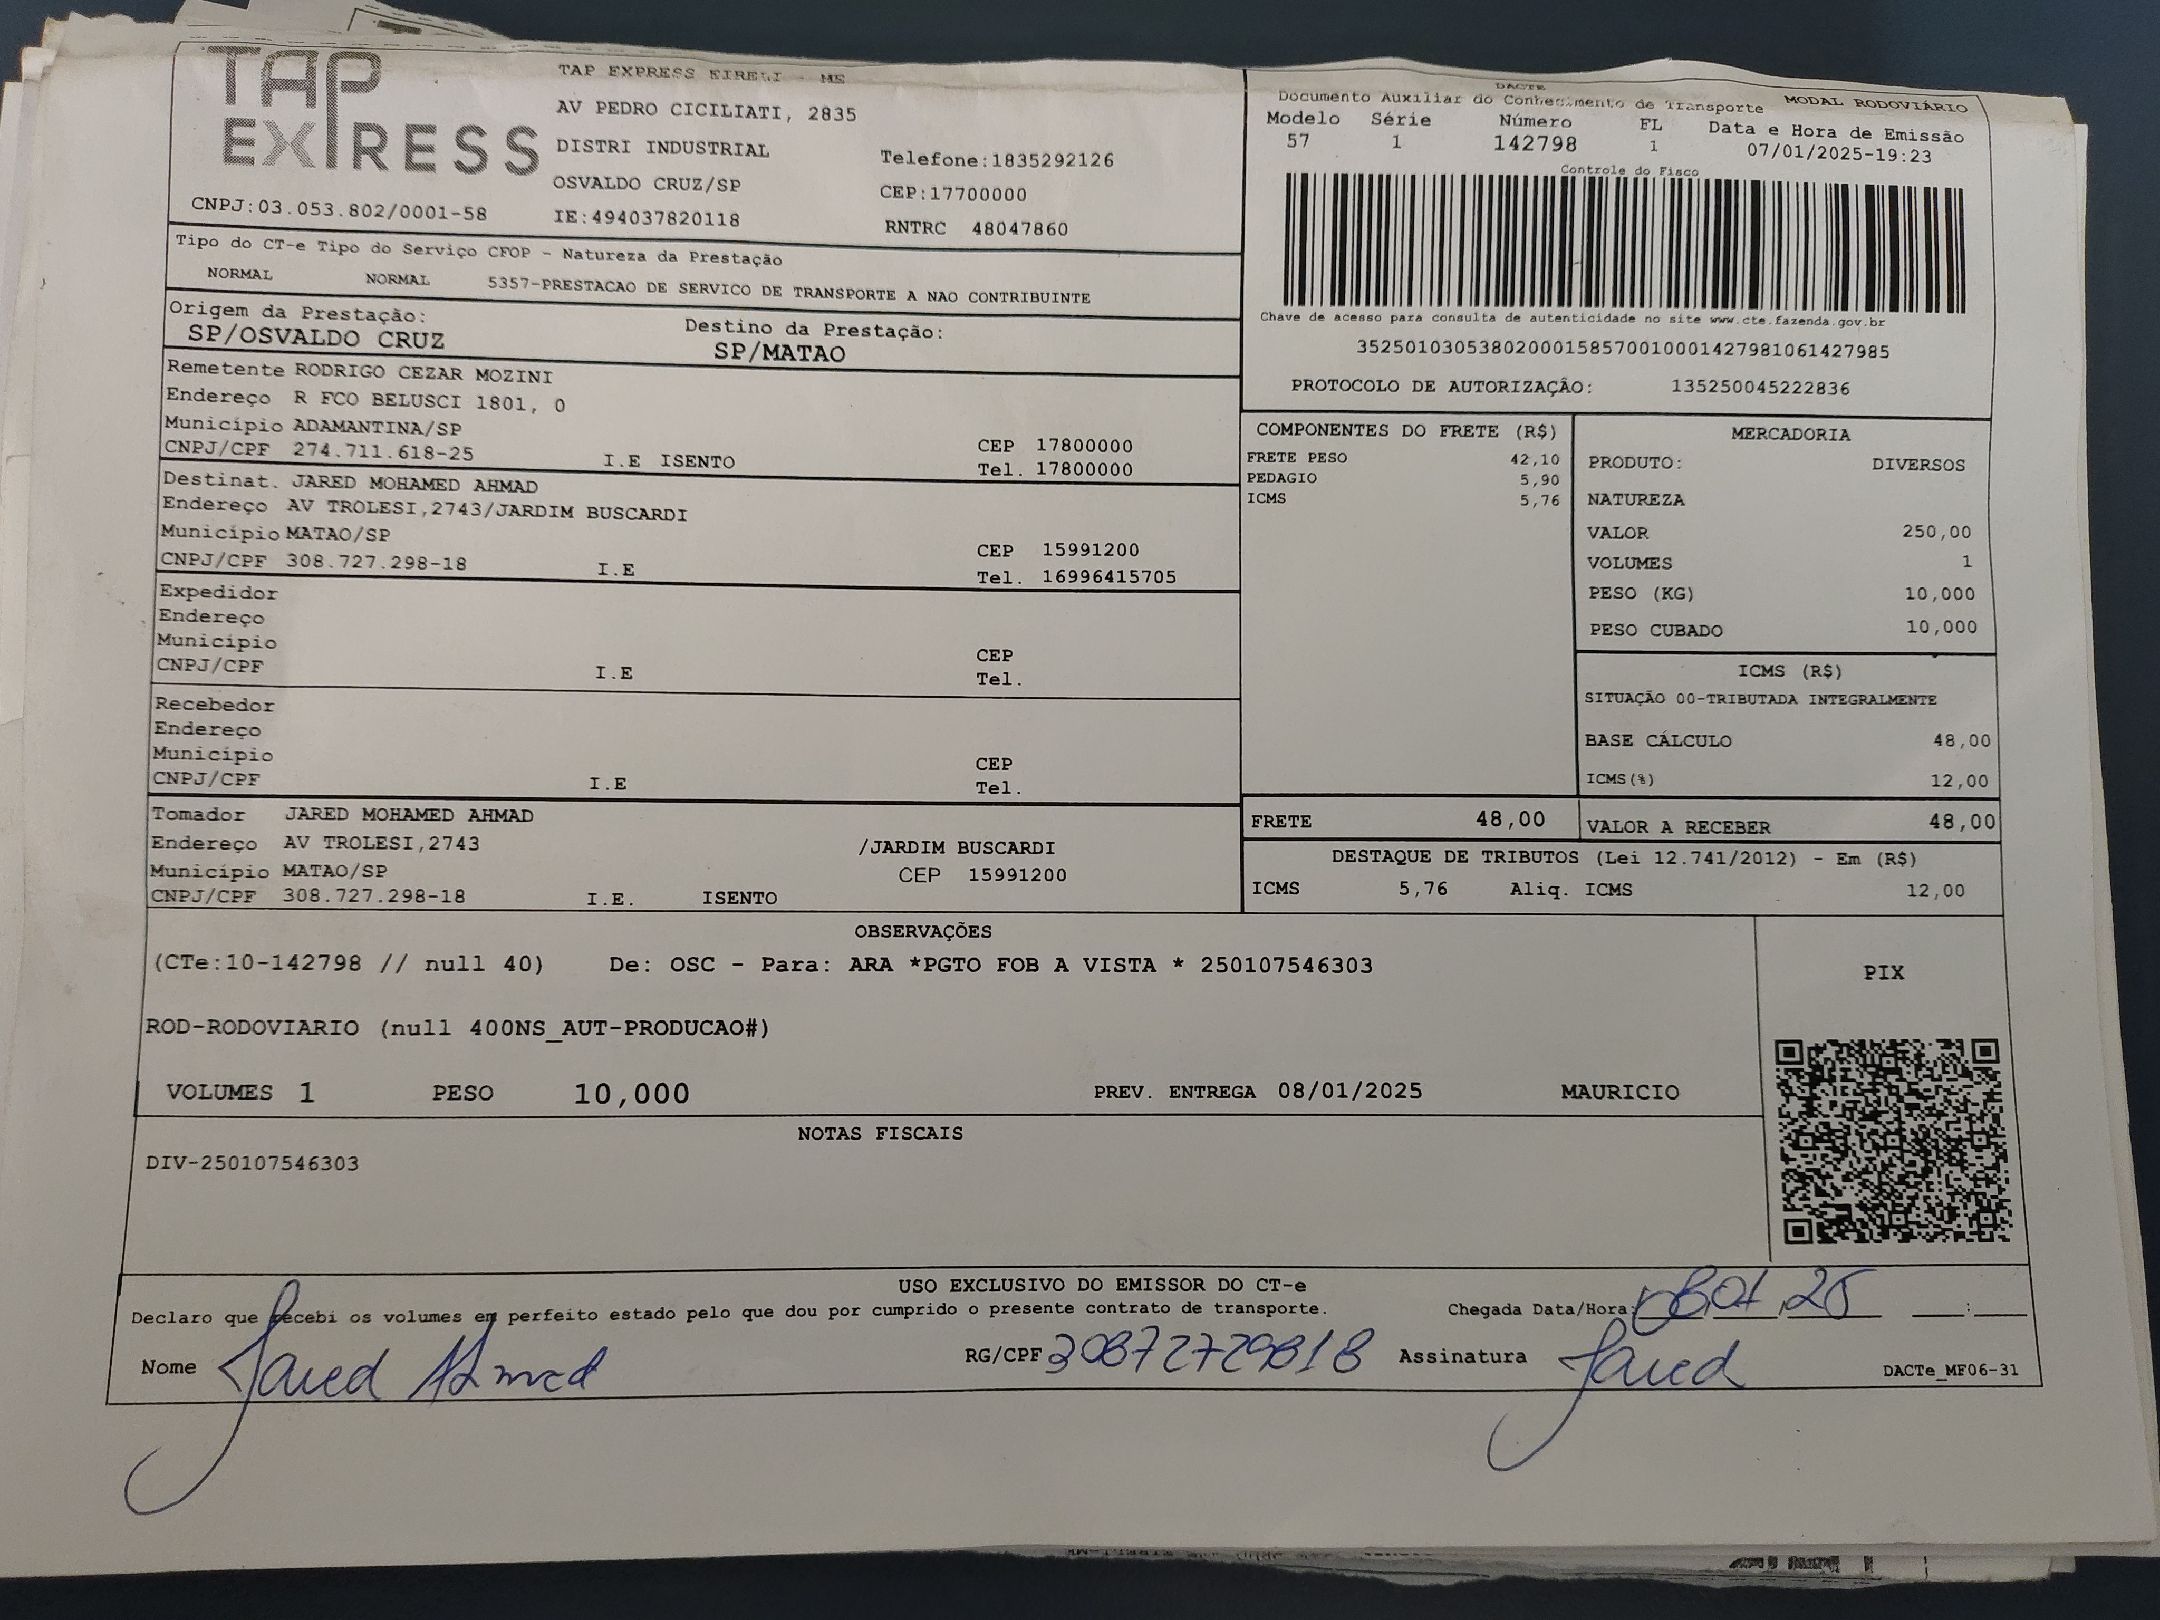 TAP EXPRESS
TAP EXPRESS EIRELI - ME
AV PEDRO CICILIATI, 2835
DISTRI INDUSTRIAL
Telefone:1835292126
OSVALDO CRUZ/SP
CEP:17700000
CNPJ:03.053.802/0001-58
IE:494037820118
RNTRC 48047860
DACTE
Documento Auxiliar do Conhecimento de Transporte MODAL RODOVIÁRIO
Modelo Série Número FL Data e Hora de Emissão
57 1 142798 1 07/01/2025-19:23
Controle do Fisco
Chave de acesso para consulta de autenticidade no site www.cte.fazenda.gov.br
35250103053802000158570010001427981061427985
PROTOCOLO DE AUTORIZAÇÃO: 135250045222836
Tipo do CT-e Tipo do Serviço CFOP - Natureza da Prestação
NORMAL NORMAL 5357-PRESTACAO DE SERVICO DE TRANSPORTE A NAO CONTRIBUINTE
Origem da Prestação: Destino da Prestação:
SP/OSVALDO CRUZ SP/MATAO
Remetente RODRIGO CEZAR MOZINI
Endereço R FCO BELUSCI 1801, 0
Município ADAMANTINA/SP CEP 17800000
CNPJ/CPF 274.711.618-25 I.E ISENTO Tel. 17800000
Destinat. JARED MOHAMED AHMAD
Endereço AV TROLESI,2743/JARDIM BUSCARDI
Município MATAO/SP CEP 15991200
CNPJ/CPF 308.727.298-18 I.E Tel. 16996415705
Expedidor
Endereço
Município CEP
CNPJ/CPF I.E Tel.
Recebedor
Endereço
Município CEP
CNPJ/CPF I.E Tel.
Tomador JARED MOHAMED AHMAD
Endereço AV TROLESI,2743 /JARDIM BUSCARDI
Município MATAO/SP CEP 15991200
CNPJ/CPF 308.727.298-18 I.E. ISENTO
COMPONENTES DO FRETE (R$)
FRETE PESO 42,10
PEDAGIO 5,90
ICMS 5,76
MERCADORIA
PRODUTO: DIVERSOS
NATUREZA
VALOR 250,00
VOLUMES 1
PESO (KG) 10,000
PESO CUBADO 10,000
ICMS (R$)
SITUAÇÃO 00-TRIBUTADA INTEGRALMENTE
BASE CÁLCULO 48,00
ICMS(%) 12,00
FRETE 48,00 VALOR A RECEBER 48,00
DESTAQUE DE TRIBUTOS (Lei 12.741/2012) - Em (R$)
ICMS 5,76 Aliq. ICMS 12,00
OBSERVAÇÕES
(CTe:10-142798 // null 40) De: OSC - Para: ARA *PGTO FOB A VISTA * 250107546303
PIX
ROD-RODOVIARIO (null 400NS_AUT-PRODUCAO#)
VOLUMES 1 PESO 10,000 PREV. ENTREGA 08/01/2025 MAURICIO
NOTAS FISCAIS
DIV-250107546303
USO EXCLUSIVO DO EMISSOR DO CT-e
Declaro que recebi os volumes em perfeito estado pelo que dou por cumprido o presente contrato de transporte. Chegada Data/Hora: 08,01,25 __:__
Nome Jared Ahmed RG/CPF 30872729818 Assinatura Jared DACTe_MF06-31